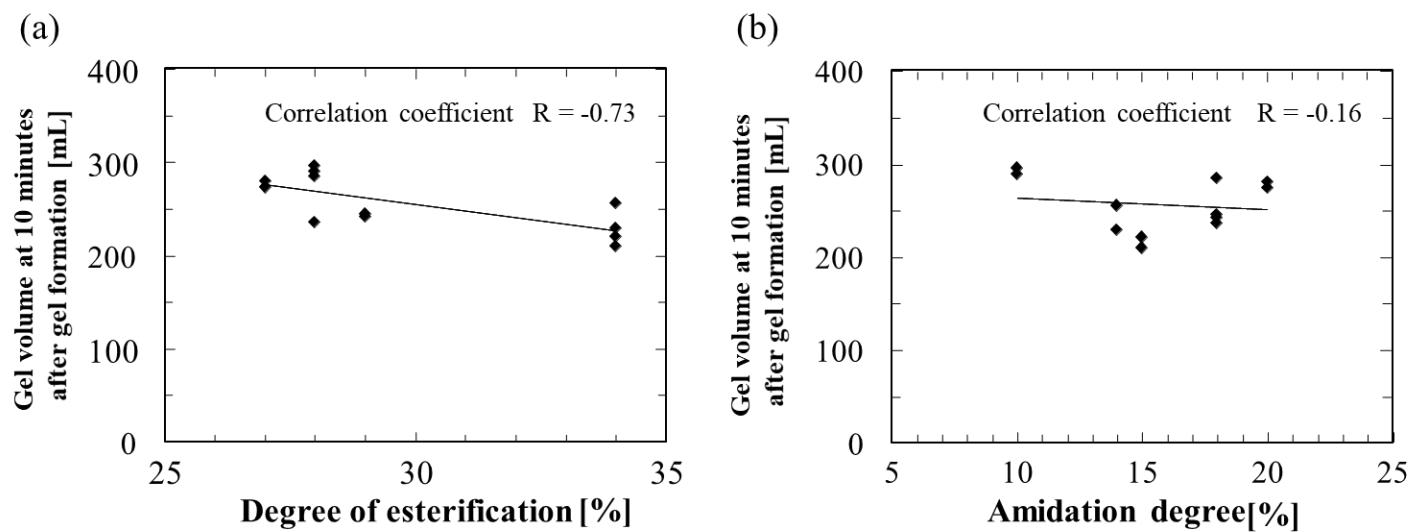 (a)
Gel volume at 10 minutes
after gel formation [mL]
400
300
200
100
0
Correlation coefficient R = -0.73
25
30
35
Degree of esterification [%]
(b)
Gel volume at 10 minutes
after gel formation [mL]
400
300
200
100
0
Correlation coefficient R = -0.16
5
10
15
20
25
Amidation degree[%]